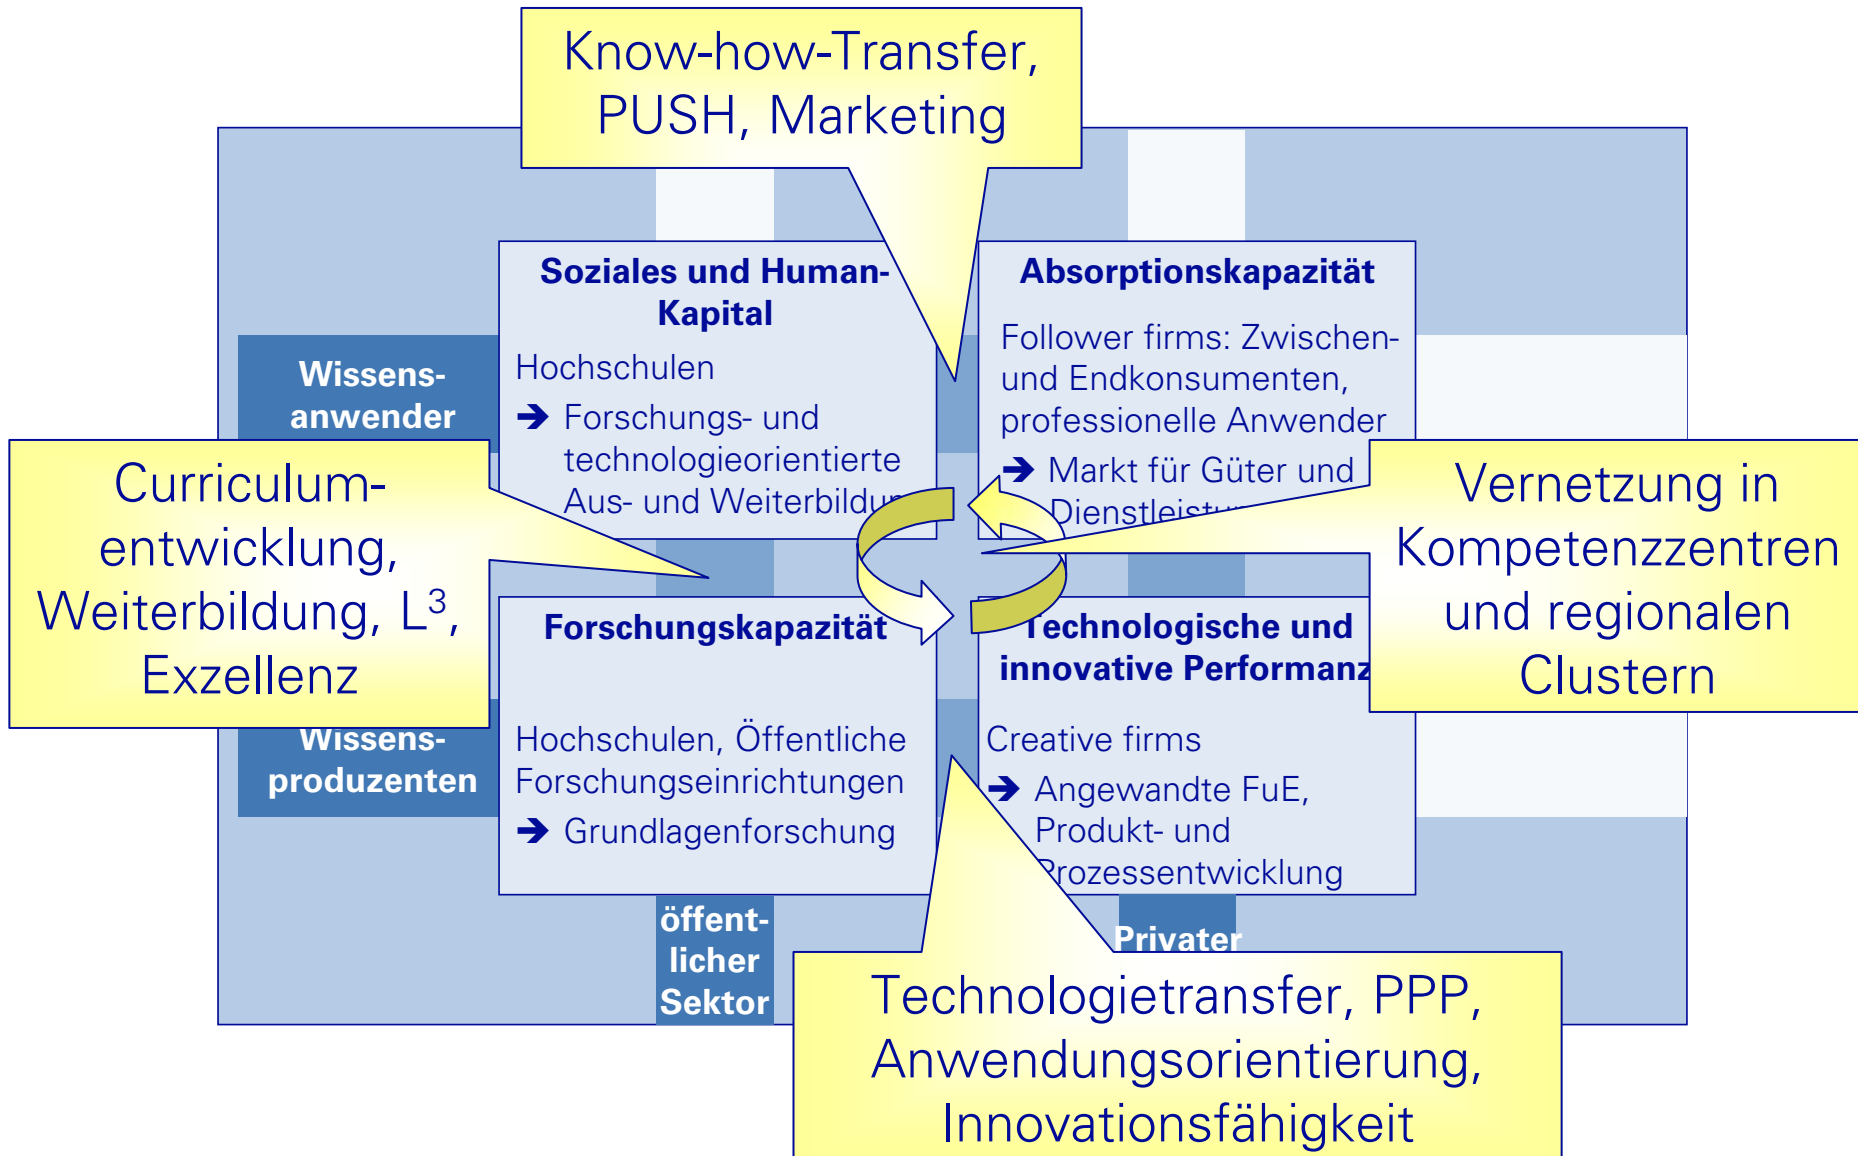 Know-how-Transfer,
PUSH, Marketing
Soziales und Human-
Kapital
Hochschulen
➔ Forschungs- und
technologieorientierte
Aus- und Weiterbildun
Absorptionskapazität
Follower firms: Zwischen-
und Endkonsumenten,
professionelle Anwender
➔ Markt für Güter und
Dienstleistu
Wissens-
anwender
Curriculum-
entwicklung,
Weiterbildung, L³,
Exzellenz
Vernetzung in
Kompetenzzentren
und regionalen
Clustern
Forschungskapazität
Hochschulen, Öffentliche
Forschungseinrichtungen
➔ Grundlagenforschung
Technologische und
innovative Performanz
Creative firms
➔ Angewandte FuE,
Produkt- und
Prozessentwicklung
Wissens-
produzenten
öffent-
licher
Sektor
Privater
Technologietransfer, PPP,
Anwendungsorientierung,
Innovationsfähigkeit